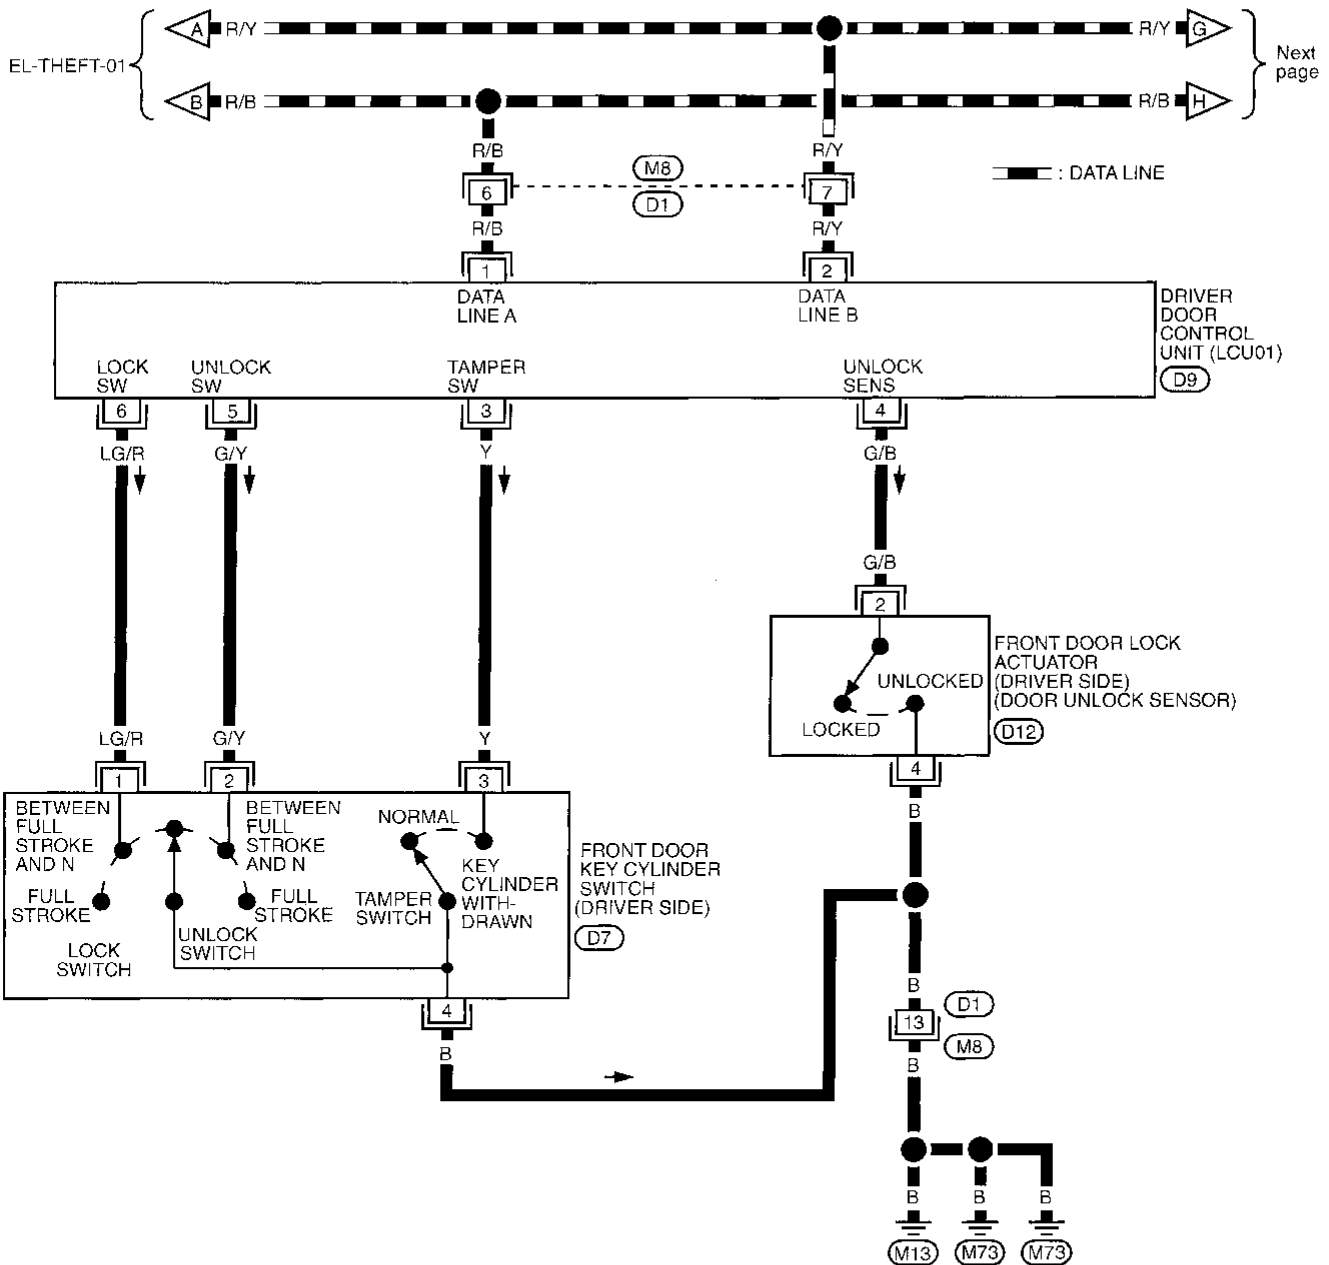 A R/Y R/Y G
EL-THEFT-01
Next
page
B R/B R/B H
R/B R/Y
M8
: DATA LINE
6 7
D1
R/B R/Y
1 2
DATA
LINE A
DATA
LINE B
DRIVER
DOOR
CONTROL
UNIT (LCU01)
D9
LOCK
SW
UNLOCK
SW
TAMPER
SW
UNLOCK
SENS
6 5 3 4
LG/R G/Y Y G/B
G/B
2
FRONT DOOR LOCK
ACTUATOR
(DRIVER SIDE)
(DOOR UNLOCK SENSOR)
D12
UNLOCKED
LOCKED
4
B
LG/R G/Y Y
1 2 3
BETWEEN
FULL
STROKE
AND N
BETWEEN
FULL
STROKE
AND N
NORMAL
KEY
CYLINDER
WITH-
DRAWN
FULL
STROKE
FULL
STROKE
TAMPER
SWITCH
LOCK
SWITCH
UNLOCK
SWITCH
FRONT DOOR
KEY CYLINDER
SWITCH
(DRIVER SIDE)
D7
4
B
B
D1
13
M8
B
B B B
M13 M73 M73